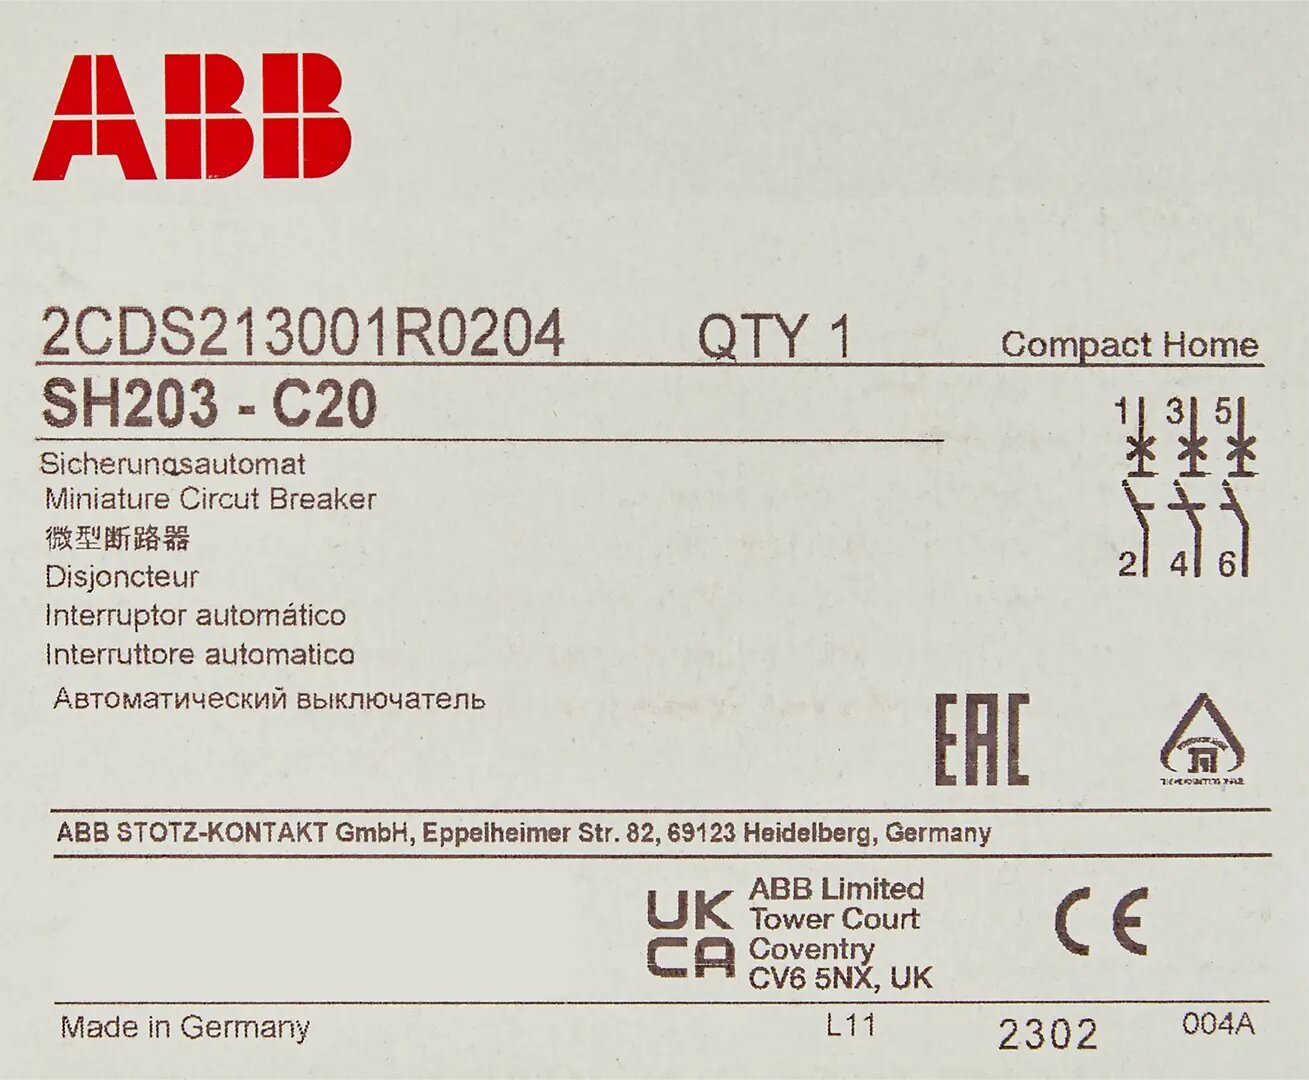 ABB
2CDS213001R0204 QTY 1 Compact Home
SH203 - C20
Sicherungsautomat
Miniature Circut Breaker
微型断路器
Disjoncteur
Interruptor automático
Interruttore automatico
Автоматический выключатель
1 3 5
2 4 6
EAC
ABB STOTZ-KONTAKT GmbH, Eppelheimer Str. 82, 69123 Heidelberg, Germany
UK
CA
ABB Limited
Tower Court
Coventry
CV6 5NX, UK
CE
Made in Germany L11 2302 004A